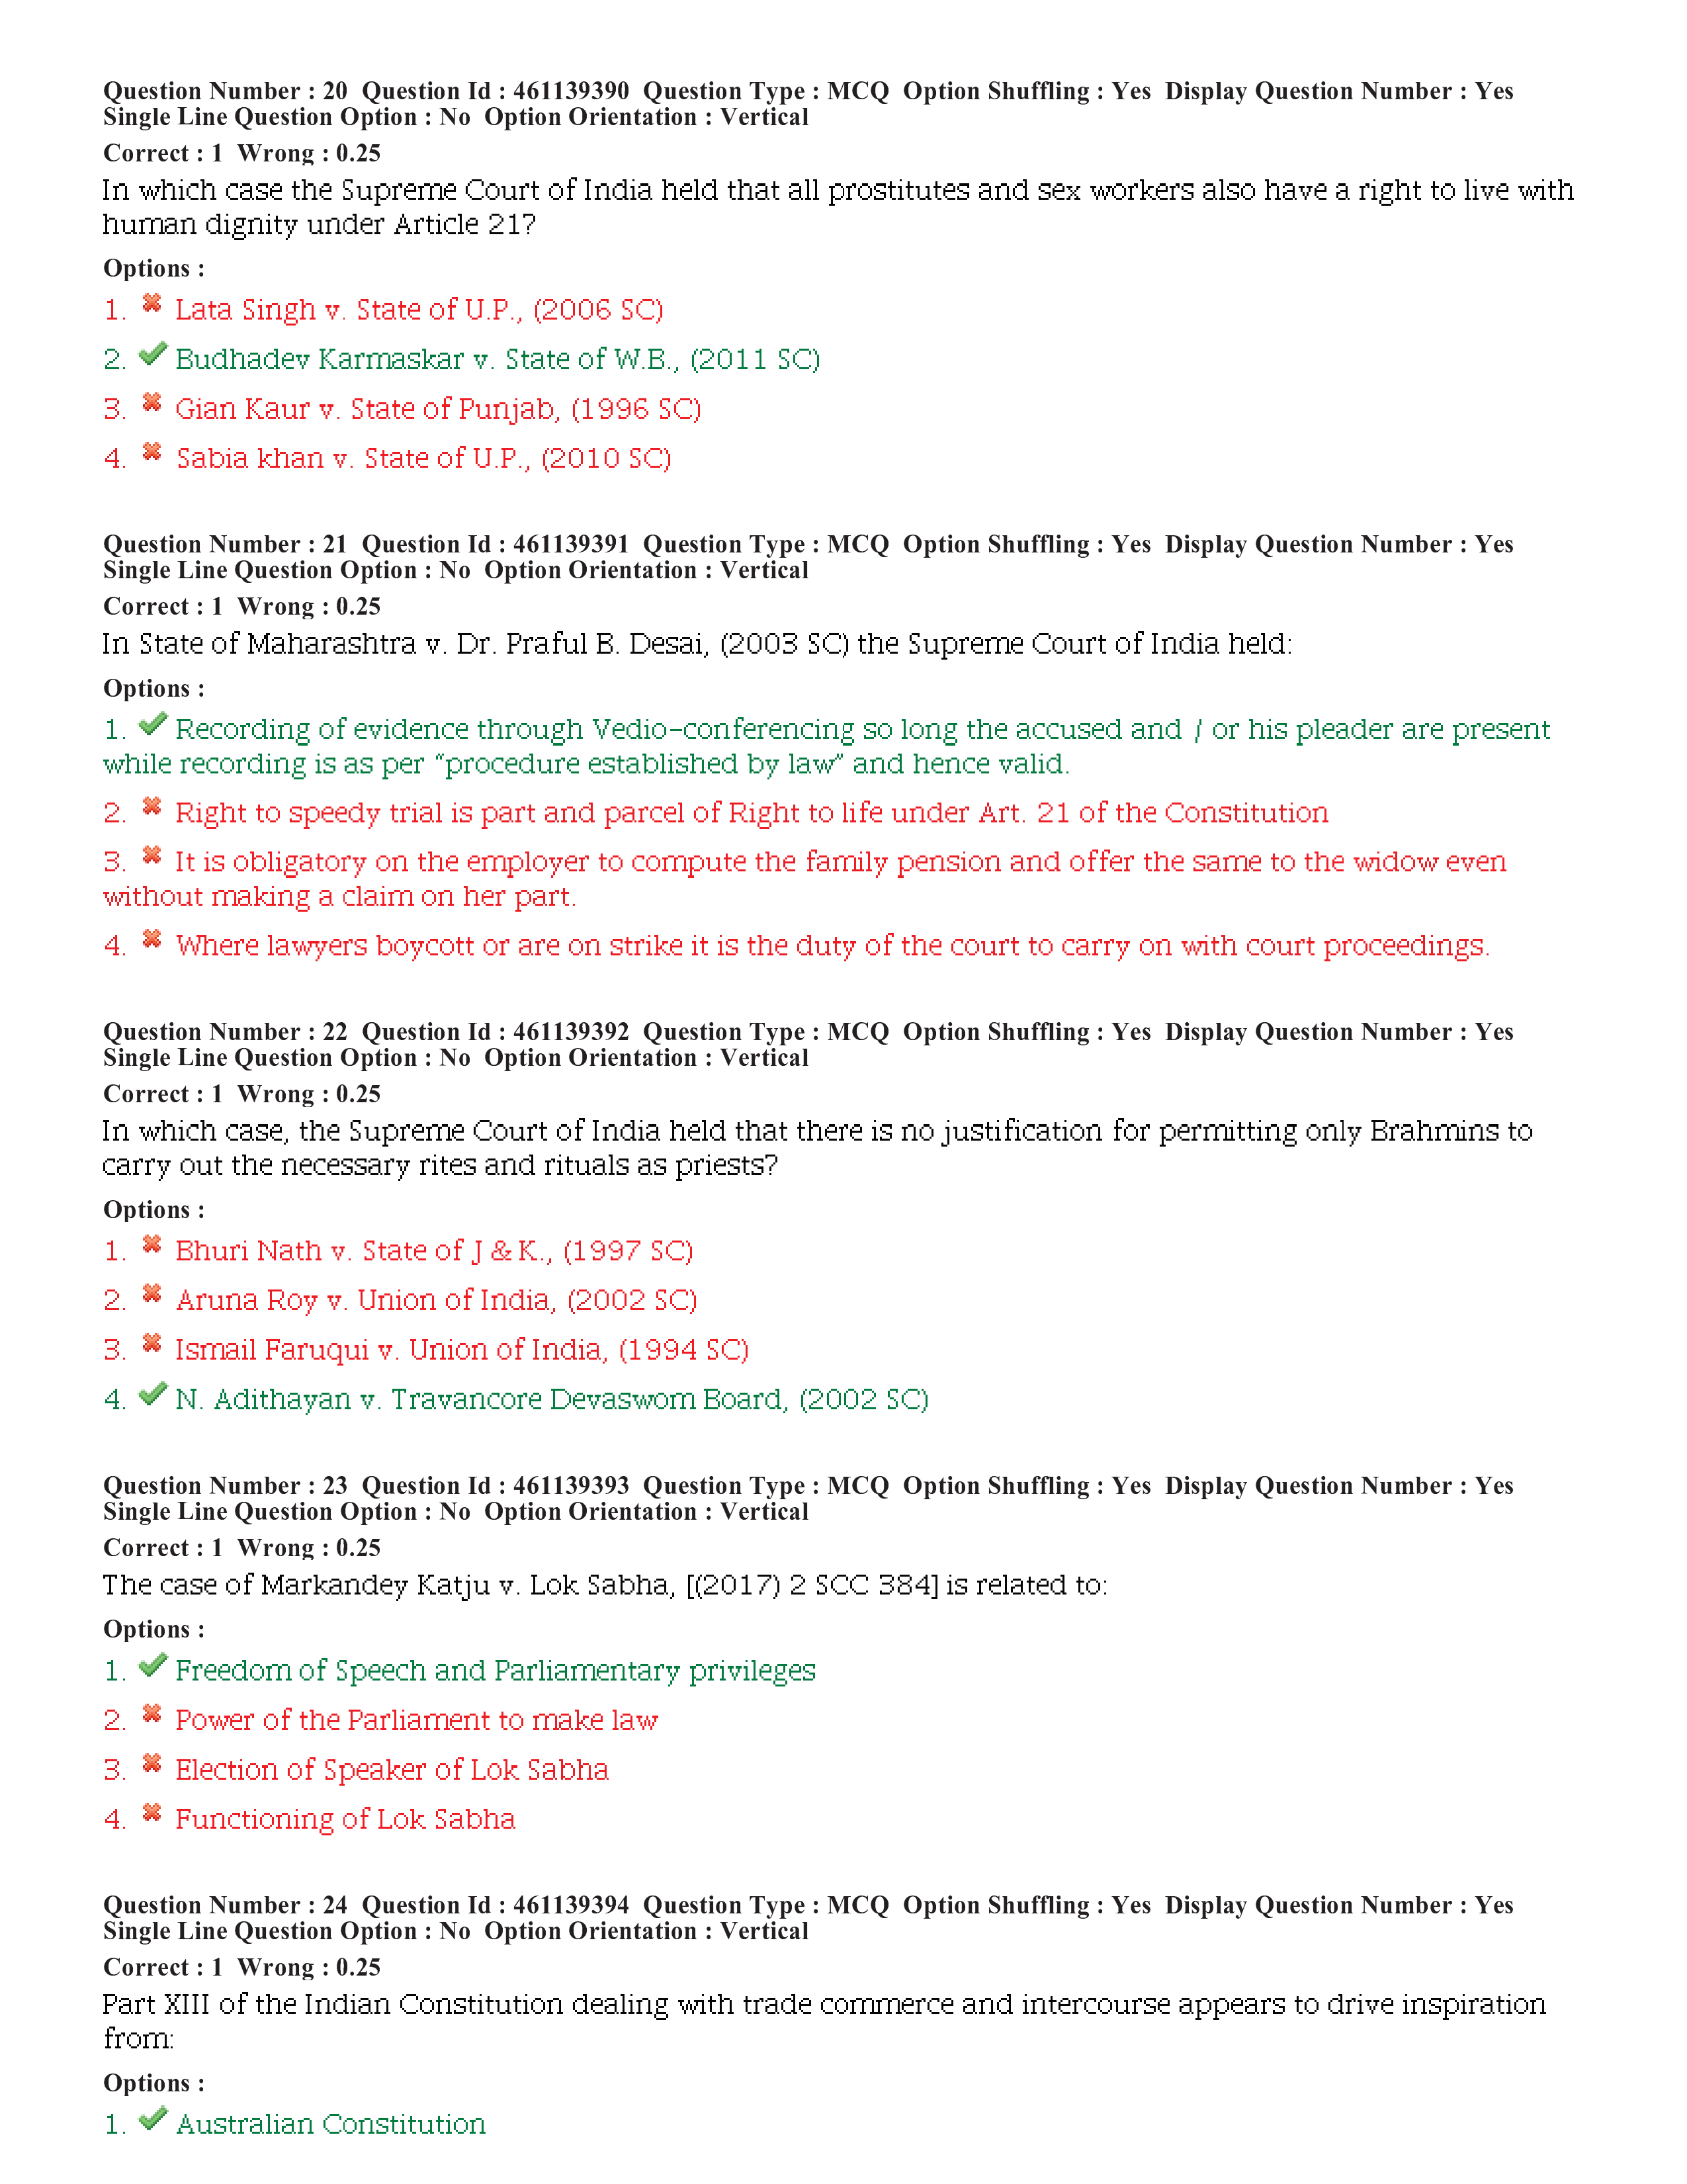 Question Number : 20 Question Id : 461139390 Question Type : MCQ Option Shuffling : Yes Display Question Number : Yes
Single Line Question Option : No Option Orientation : Vertical
Correct : 1 Wrong : 0.25
In which case the Supreme Court of India held that all prostitutes and sex workers also have a right to live with
human dignity under Article 21?
Options :
1. Lata Singh v. State of U.P., (2006 SC)
2. Budhadev Karmaskar v. State of W.B., (2011 SC)
3. Gian Kaur v. State of Punjab, (1996 SC)
4. Sabia khan v. State of U.P., (2010 SC)
Question Number : 21 Question Id : 461139391 Question Type : MCQ Option Shuffling : Yes Display Question Number : Yes
Single Line Question Option : No Option Orientation : Vertical
Correct : 1 Wrong : 0.25
In State of Maharashtra v. Dr. Praful B. Desai, (2003 SC) the Supreme Court of India held:
Options :
1. Recording of evidence through Vedio-conferencing so long the accused and / or his pleader are present
while recording is as per “procedure established by law” and hence valid.
2. Right to speedy trial is part and parcel of Right to life under Art. 21 of the Constitution
3. It is obligatory on the employer to compute the family pension and offer the same to the widow even
without making a claim on her part.
4. Where lawyers boycott or are on strike it is the duty of the court to carry on with court proceedings.
Question Number : 22 Question Id : 461139392 Question Type : MCQ Option Shuffling : Yes Display Question Number : Yes
Single Line Question Option : No Option Orientation : Vertical
Correct : 1 Wrong : 0.25
In which case, the Supreme Court of India held that there is no justification for permitting only Brahmins to
carry out the necessary rites and rituals as priests?
Options :
1. Bhuri Nath v. State of J & K., (1997 SC)
2. Aruna Roy v. Union of India, (2002 SC)
3. Ismail Faruqui v. Union of India, (1994 SC)
4. N. Adithayan v. Travancore Devaswom Board, (2002 SC)
Question Number : 23 Question Id : 461139393 Question Type : MCQ Option Shuffling : Yes Display Question Number : Yes
Single Line Question Option : No Option Orientation : Vertical
Correct : 1 Wrong : 0.25
The case of Markandey Katju v. Lok Sabha, [(2017) 2 SCC 384] is related to:
Options :
1. Freedom of Speech and Parliamentary privileges
2. Power of the Parliament to make law
3. Election of Speaker of Lok Sabha
4. Functioning of Lok Sabha
Question Number : 24 Question Id : 461139394 Question Type : MCQ Option Shuffling : Yes Display Question Number : Yes
Single Line Question Option : No Option Orientation : Vertical
Correct : 1 Wrong : 0.25
Part XIII of the Indian Constitution dealing with trade commerce and intercourse appears to drive inspiration
from:
Options :
1. Australian Constitution